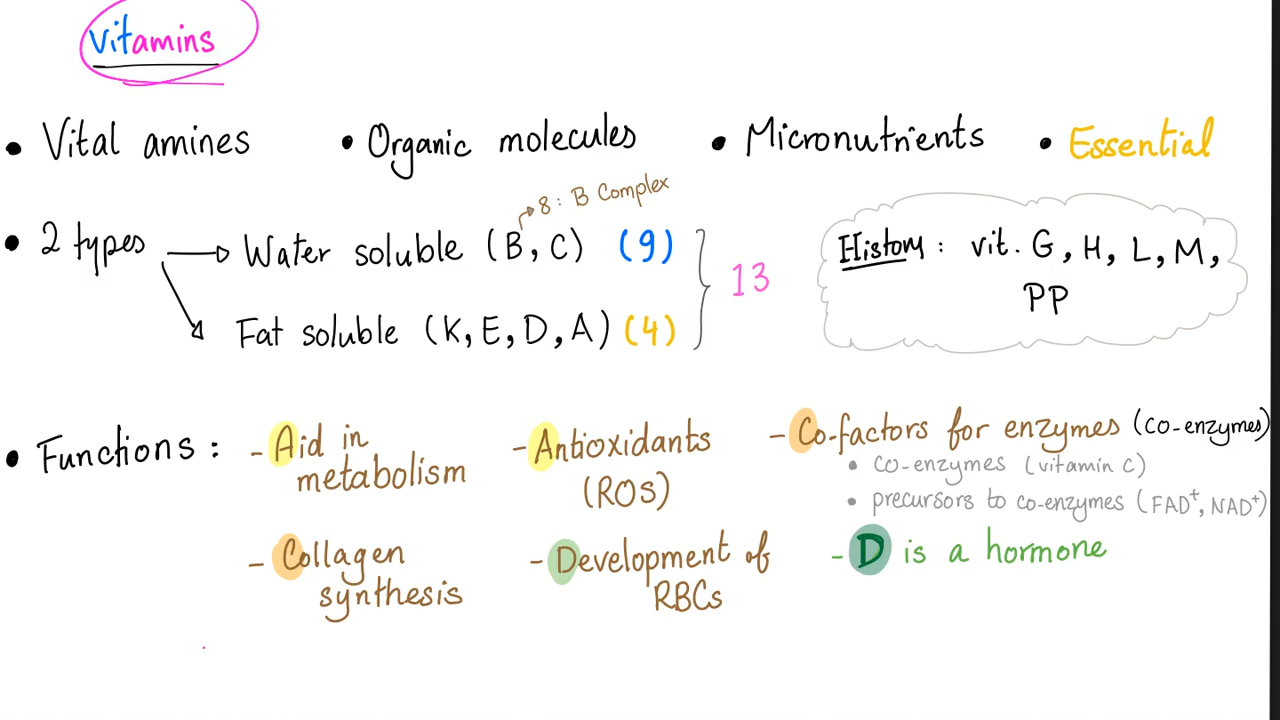 Vitamins
• Vital amines • Organic molecules • Micronutrients • Essential
8: B Complex
• 2 types Water soluble (B, C) (9)
Fat soluble (K, E, D, A) (4)
13
History: vit. G, H, L, M,
PP
• Functions: - Aid in
metabolism
- Antioxidants
(ROS)
- Co-factors for enzymes (co-enzymes)
• co-enzymes (vitamin C)
• precursors to co-enzymes (FAD⁺, NAD⁺)
- Collagen
synthesis
- Development of
RBCs
- D is a hormone